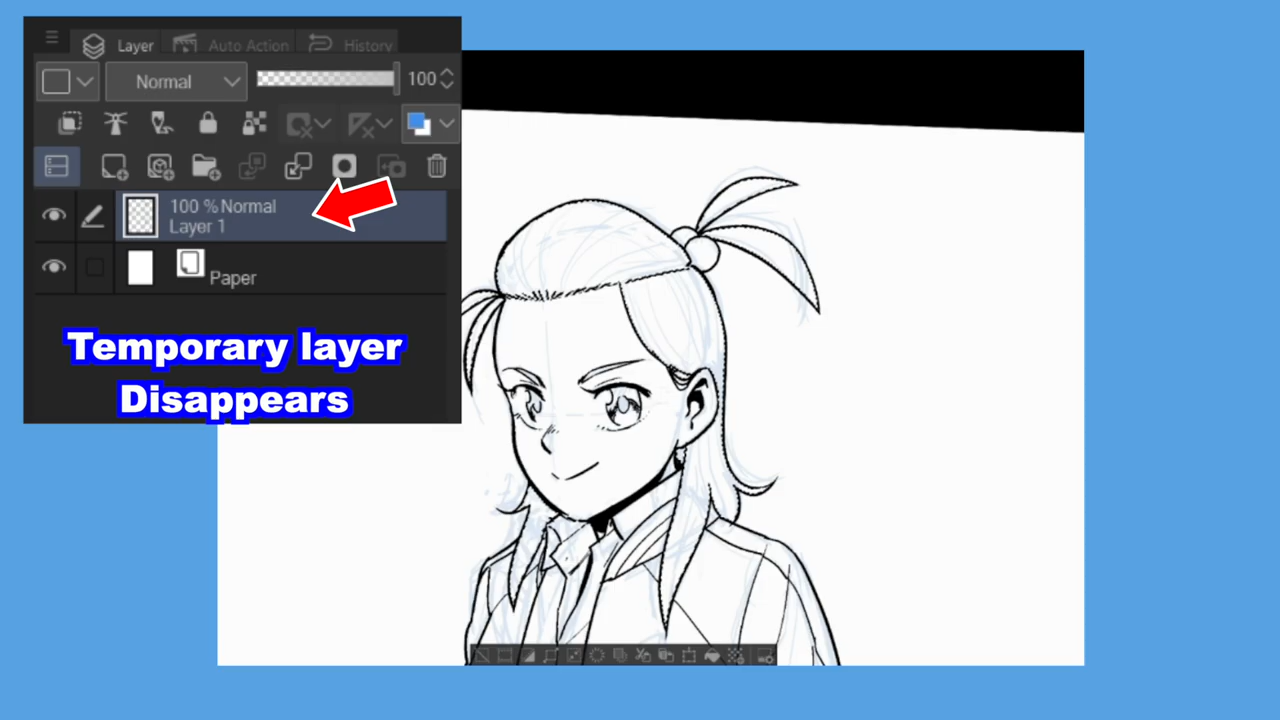 Layer Auto Action History
Normal 100
100 % Normal
Layer 1
Paper
Temporary layer
Disappears